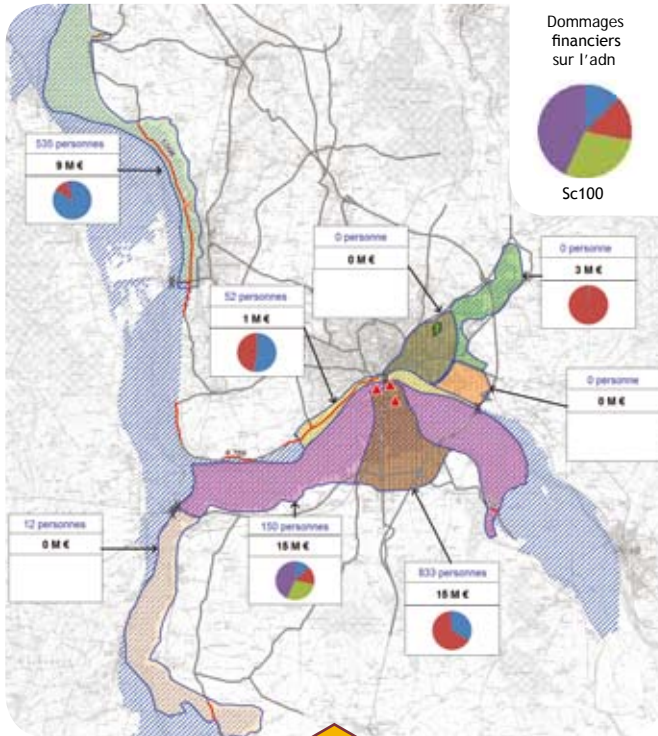 Dommages
financiers
sur l'adn
Sc100
535 personnes
9 M €
0 personne
0 M €
0 personne
3 M €
52 personnes
1 M €
0 personne
0 M €
12 personnes
0 M €
150 personnes
15 M €
833 personnes
15 M €